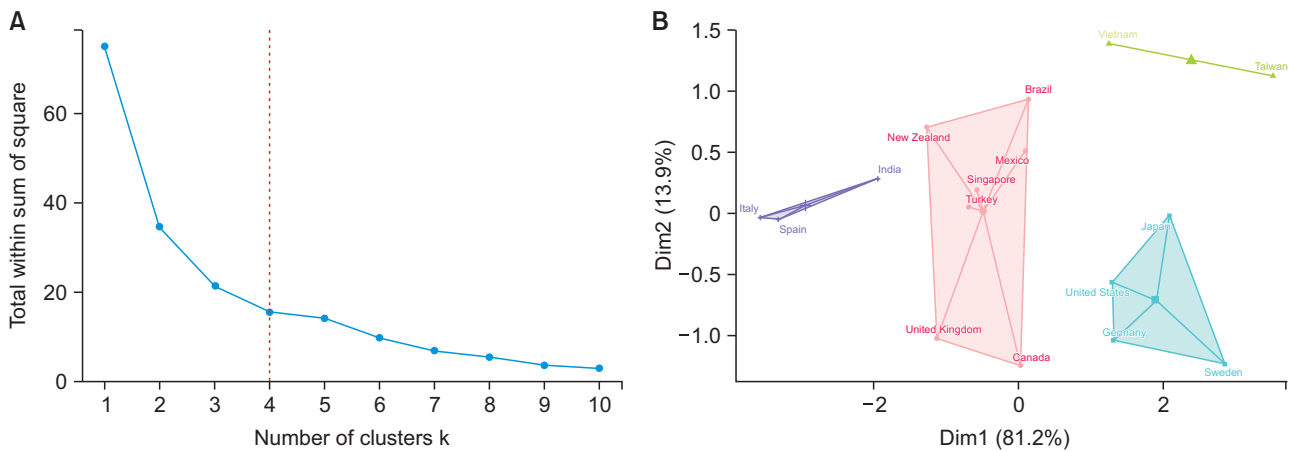 A
Total within sum of square
60
40
20
0
1 2 3 4 5 6 7 8 9 10
Number of clusters k
B
Dim2 (13.9%)
1.5
1.0
0.5
0
−0.5
−1.0
Vietnam
Taiwan
Brazil
New Zealand
Mexico
India
Singapore
Turkey
Italy
Spain
Japan
United States
United Kingdom
Germany
Canada
Sweden
−2 0 2
Dim1 (81.2%)